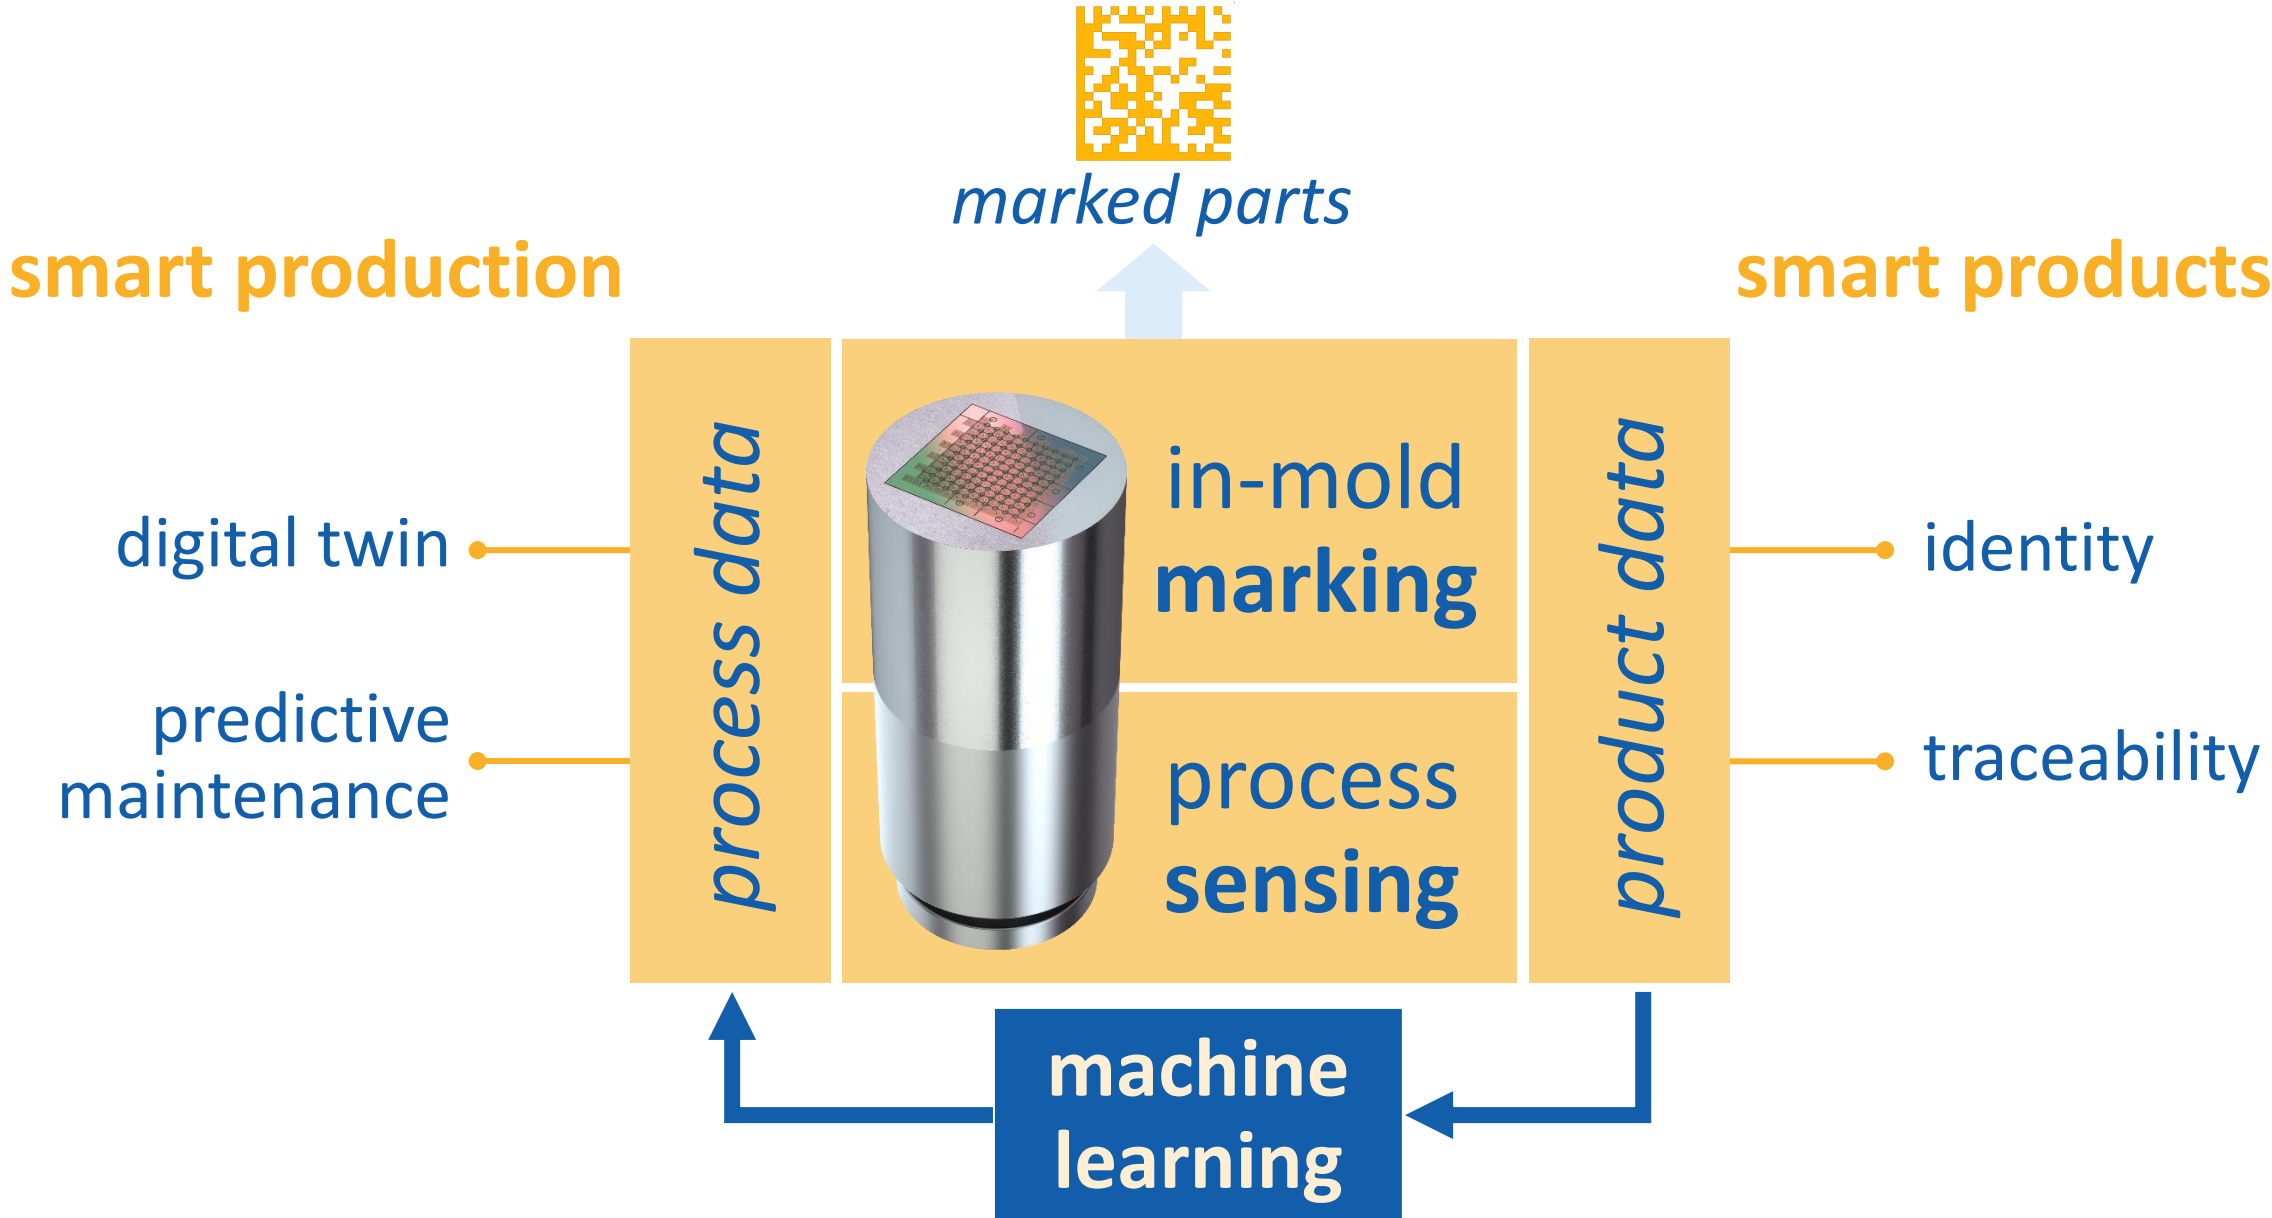 marked parts
smart production
smart products
process data
digital twin
predictive
maintenance
in-mold
marking
process
sensing
product data
identity
traceability
machine
learning